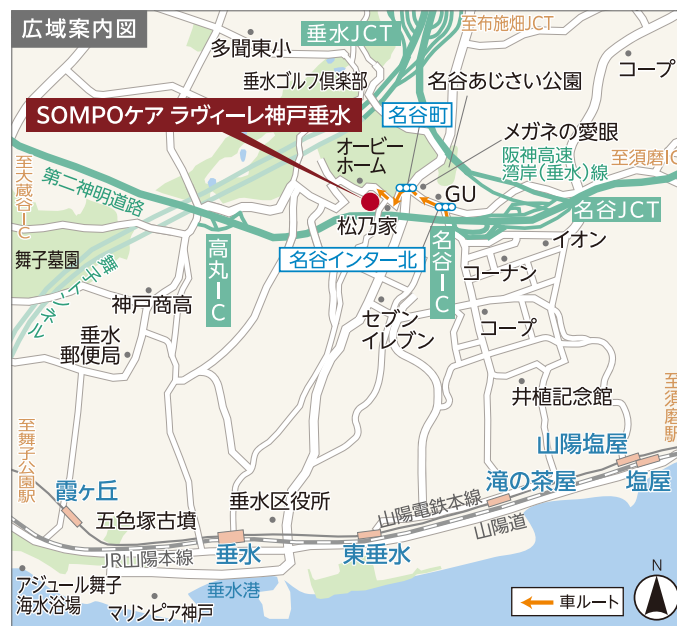 広域案内図
多聞東小
垂水JCT
至布施畑JCT
コープ
垂水ゴルフ倶楽部
名谷あじさい公園
SOMPOケア ラヴィーレ神戸垂水
名谷町
メガネの愛眼
オービー
ホーム
阪神高速
湾岸(垂水)線
至須磨IC
至大蔵谷IC
第二神明道路
GU
名谷JCT
松乃家
高丸IC
名谷インター北
名谷IC
イオン
舞子墓園
舞子トンネル
コーナン
神戸商高
セブン
イレブン
コープ
垂水
郵便局
井植記念館
至須磨駅
至舞子公園駅
山陽塩屋
霞ヶ丘
滝の茶屋
塩屋
五色塚古墳
垂水区役所
山陽電鉄本線
山陽道
JR山陽本線
垂水
東垂水
アジュール舞子
海水浴場
垂水港
マリンピア神戸
車ルート
N